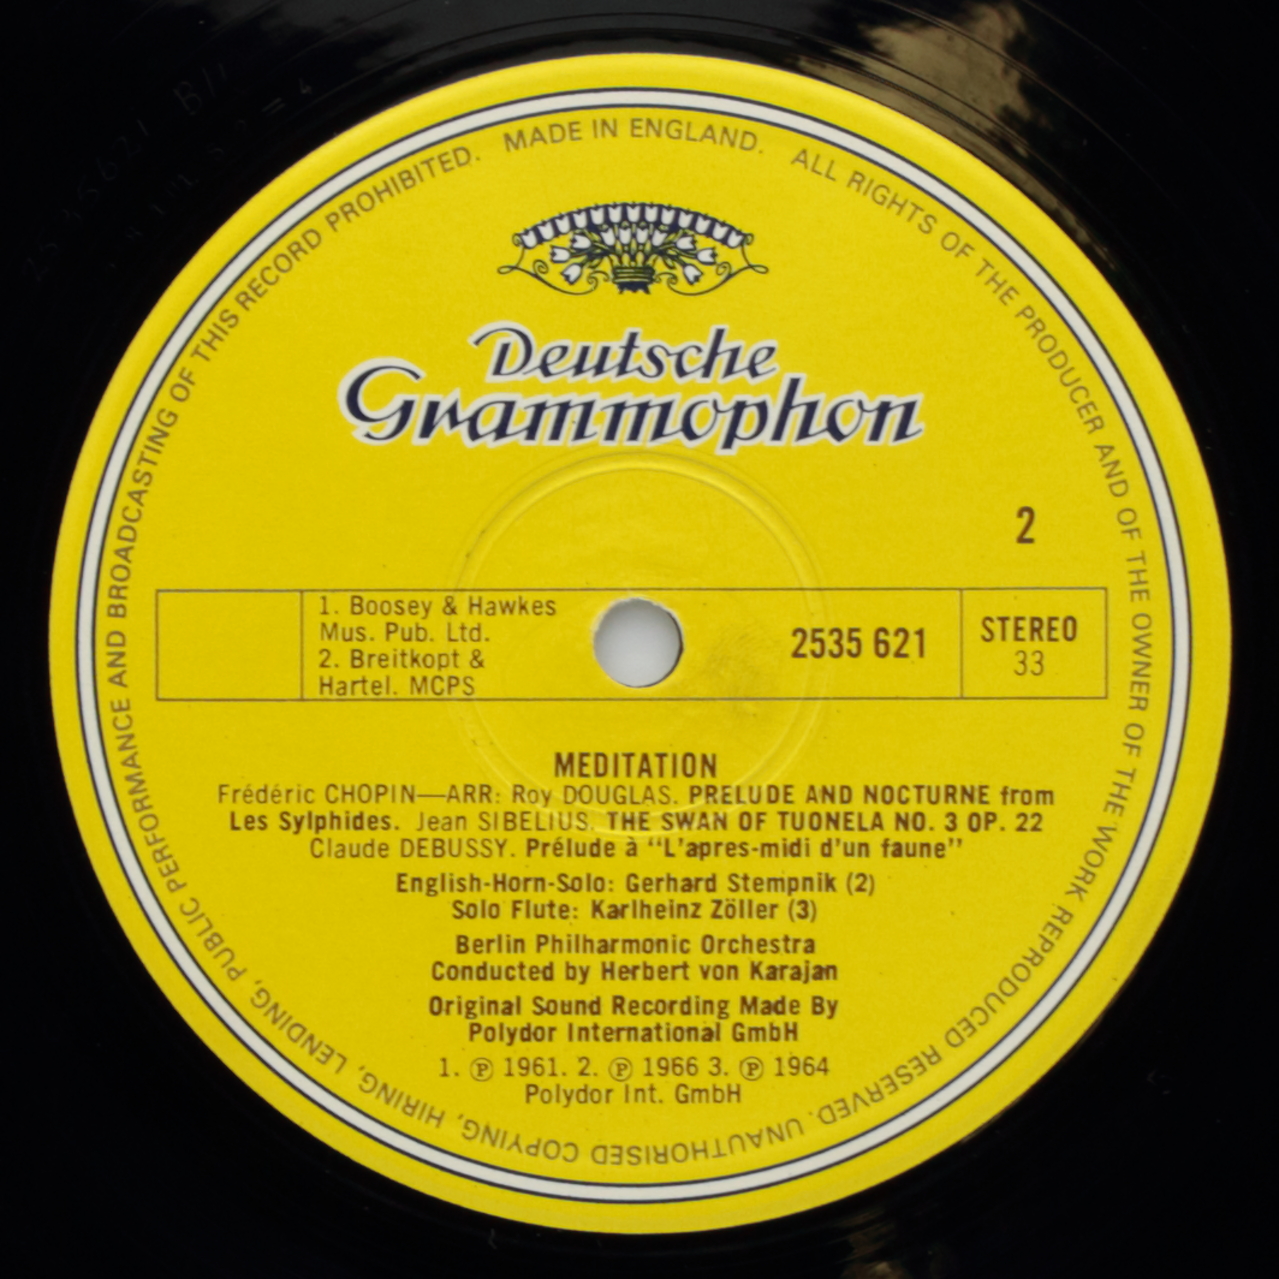 MADE IN ENGLAND. ALL RIGHTS OF THE PRODUCER AND OF THE OWNER OF THE WORK REPRODUCED RESERVED. UNAUTHORISED COPYING, HIRING, LENDING, PUBLIC PERFORMANCE AND BROADCASTING OF THIS RECORD PROHIBITED.
Deutsche
Grammophon
2
1. Boosey & Hawkes
Mus. Pub. Ltd.
2. Breitkopt &
Hartel. MCPS
2535 621
STEREO
33
MEDITATION
Frédéric CHOPIN—ARR: Roy DOUGLAS. PRELUDE AND NOCTURNE from
Les Sylphides. Jean SIBELIUS. THE SWAN OF TUONELA NO. 3 OP. 22
Claude DEBUSSY. Prélude à "L'apres-midi d'un faune"
English-Horn-Solo: Gerhard Stempnik (2)
Solo Flute: Karlheinz Zöller (3)
Berlin Philharmonic Orchestra
Conducted by Herbert von Karajan
Original Sound Recording Made By
Polydor International GmbH
1. ℗ 1961. 2. ℗ 1966 3. ℗ 1964
Polydor Int. GmbH